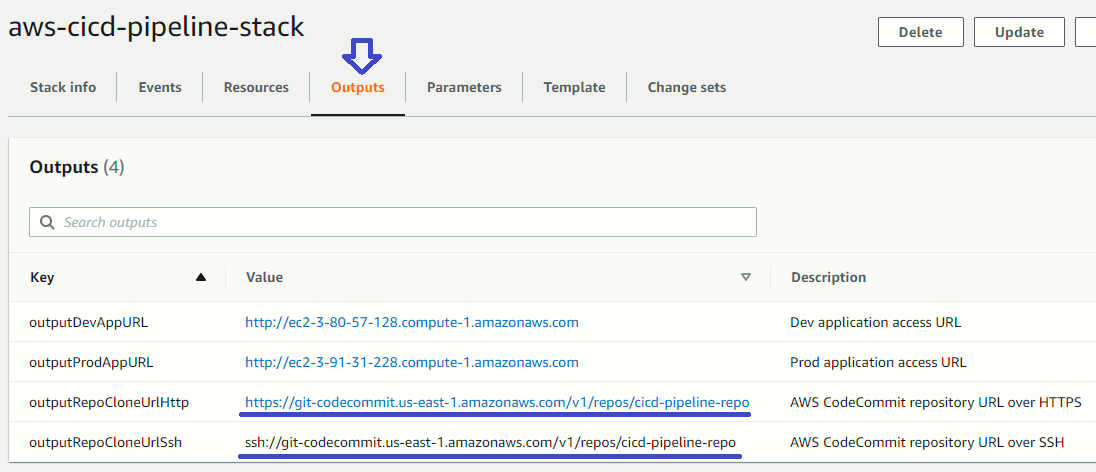 aws-cicd-pipeline-stack
Delete Update
Stack info Events Resources Outputs Parameters Template Change sets
Outputs (4)
Search outputs
Key Value Description
outputDevAppURL http://ec2-3-80-57-128.compute-1.amazonaws.com Dev application access URL
outputProdAppURL http://ec2-3-91-31-228.compute-1.amazonaws.com Prod application access URL
outputRepoCloneUrlHttp https://git-codecommit.us-east-1.amazonaws.com/v1/repos/cicd-pipeline-repo AWS CodeCommit repository URL over HTTPS
outputRepoCloneUrlSsh ssh://git-codecommit.us-east-1.amazonaws.com/v1/repos/cicd-pipeline-repo AWS CodeCommit repository URL over SSH